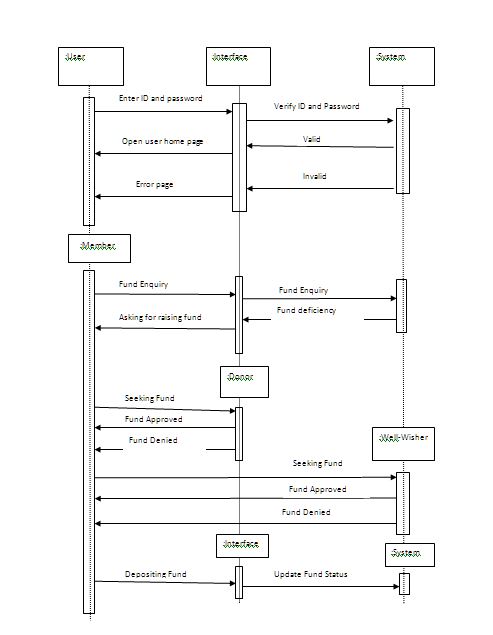 :User :Interface :System
Enter ID and password
Verify ID and Password
Open user home page
Valid
Invalid
Error page
:Member
Fund Enquiry
Fund Enquiry
Fund deficiency
Asking for raising fund
:Donor
Seeking Fund
Fund Approved
Fund Denied
:Well-Wisher
Seeking Fund
Fund Approved
Fund Denied
:Interface
:System
Depositing Fund
Update Fund Status